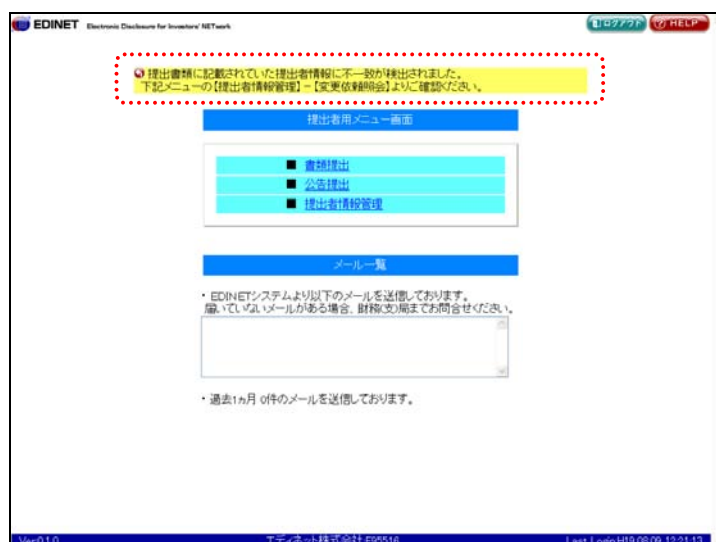 EDINET Electronic Disclosure for Investors' NETwork
ログアウト HELP
提出書類に記載されていた提出者情報に不一致が検出されました。
下記メニューの【提出者情報管理】-【変更依頼照会】よりご確認ください。
提出者用メニュー画面
■ 書類提出
■ 公告提出
■ 提出者情報管理
メール一覧
・EDINETシステムより以下のメールを送信しております。
届いていないメールがある場合、財務(支)局までお問合せください。
・過去1ヵ月 0件のメールを送信しております。
Ver.0.1.0 エディネット株式会社 E95516 Last Login:H19.08.09 12:21:13